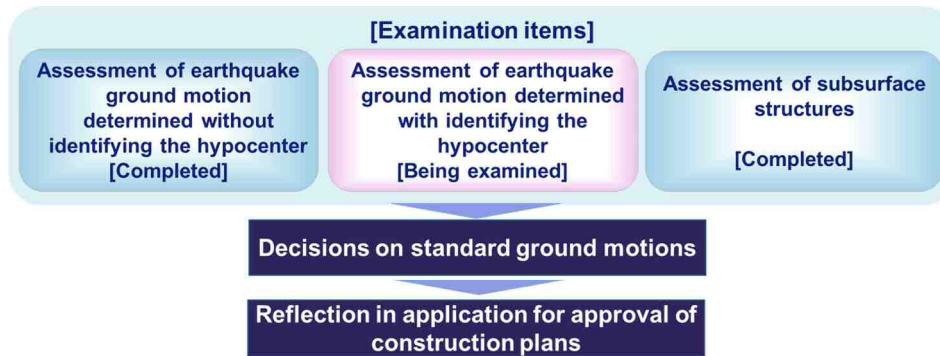 [Examination items]
Assessment of earthquake
ground motion
determined without
identifying the hypocenter
[Completed]
Assessment of earthquake
ground motion determined
with identifying the
hypocenter
[Being examined]
Assessment of subsurface
structures
[Completed]
Decisions on standard ground motions
Reflection in application for approval of
construction plans